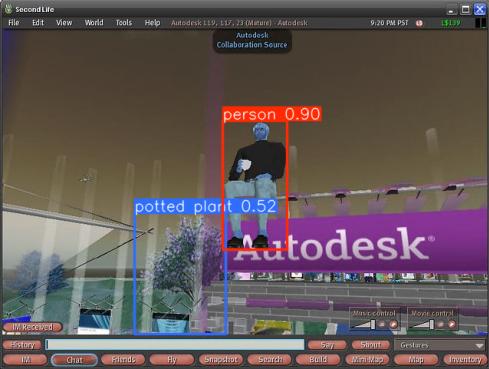 Second Life
File Edit View World Tools Help Autodesk 119, 117, 23 (Mature) - Autodesk 9:20 PM PST L$139
Autodesk
Collaboration Source
person 0.90
potted plant 0.52
Autodesk®
Music control Movie control
IM Received
History Say Shout Gestures
IM Chat Friends Fly Snapshot Search Build Mini-Map Map Inventory